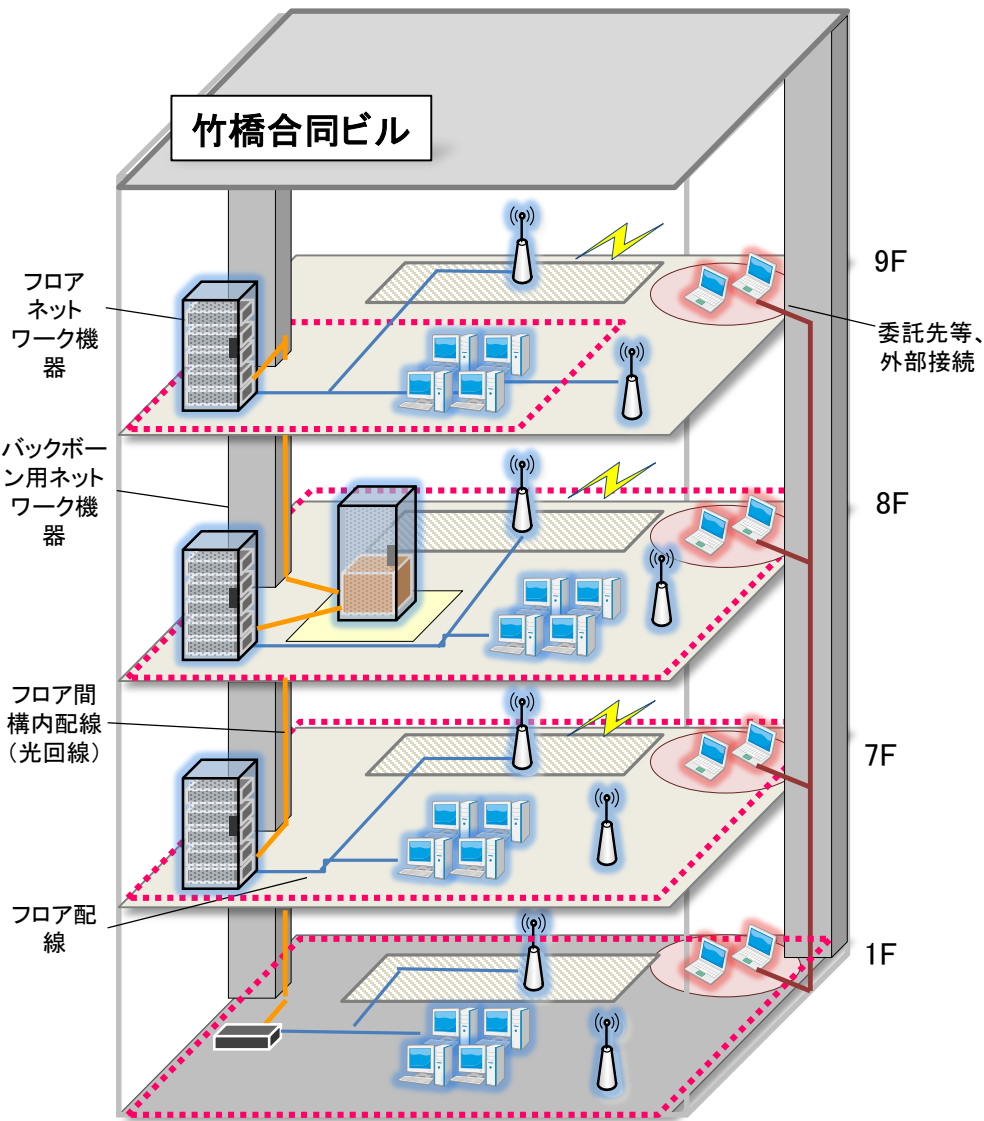 竹橋合同ビル
9F
フロア
ネット
ワーク機
器
委託先等、
外部接続
バックボー
ン用ネット
ワーク機
器
8F
フロア間
構内配線
（光回線）
7F
フロア配
線
1F